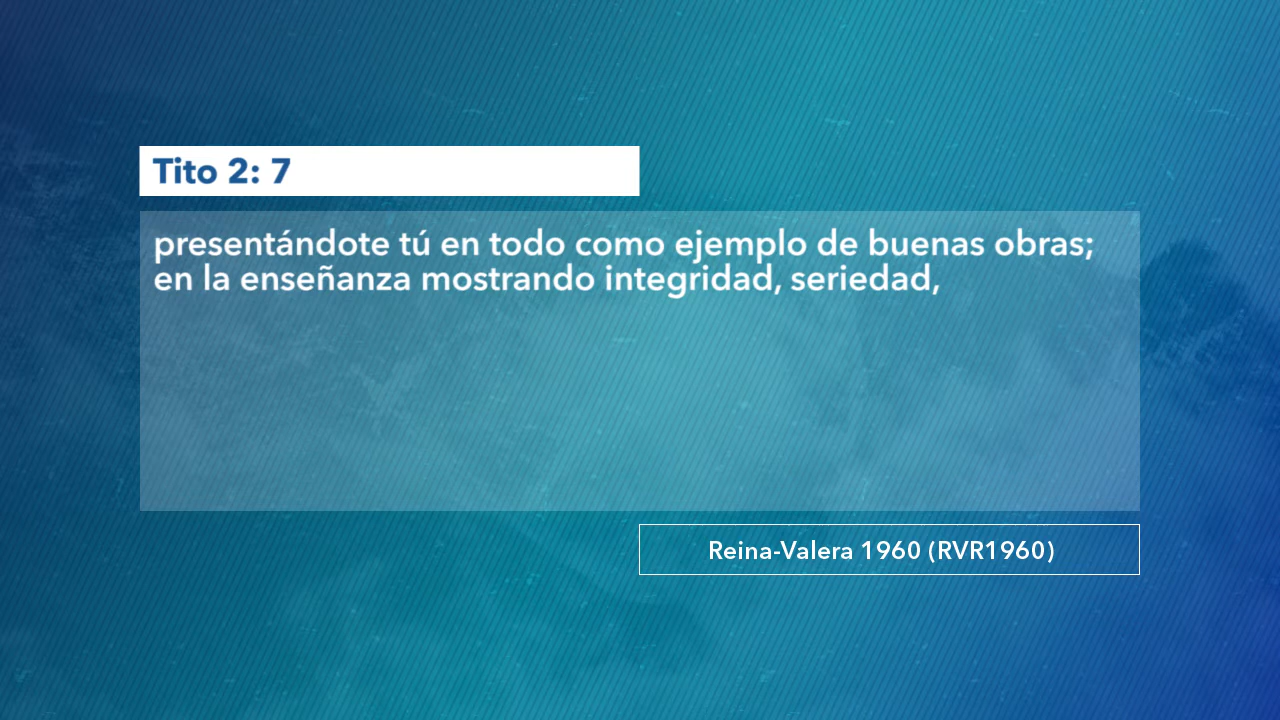 Tito 2: 7
presentándote tú en todo como ejemplo de buenas obras;
en la enseñanza mostrando integridad, seriedad,
Reina-Valera 1960 (RVR1960)